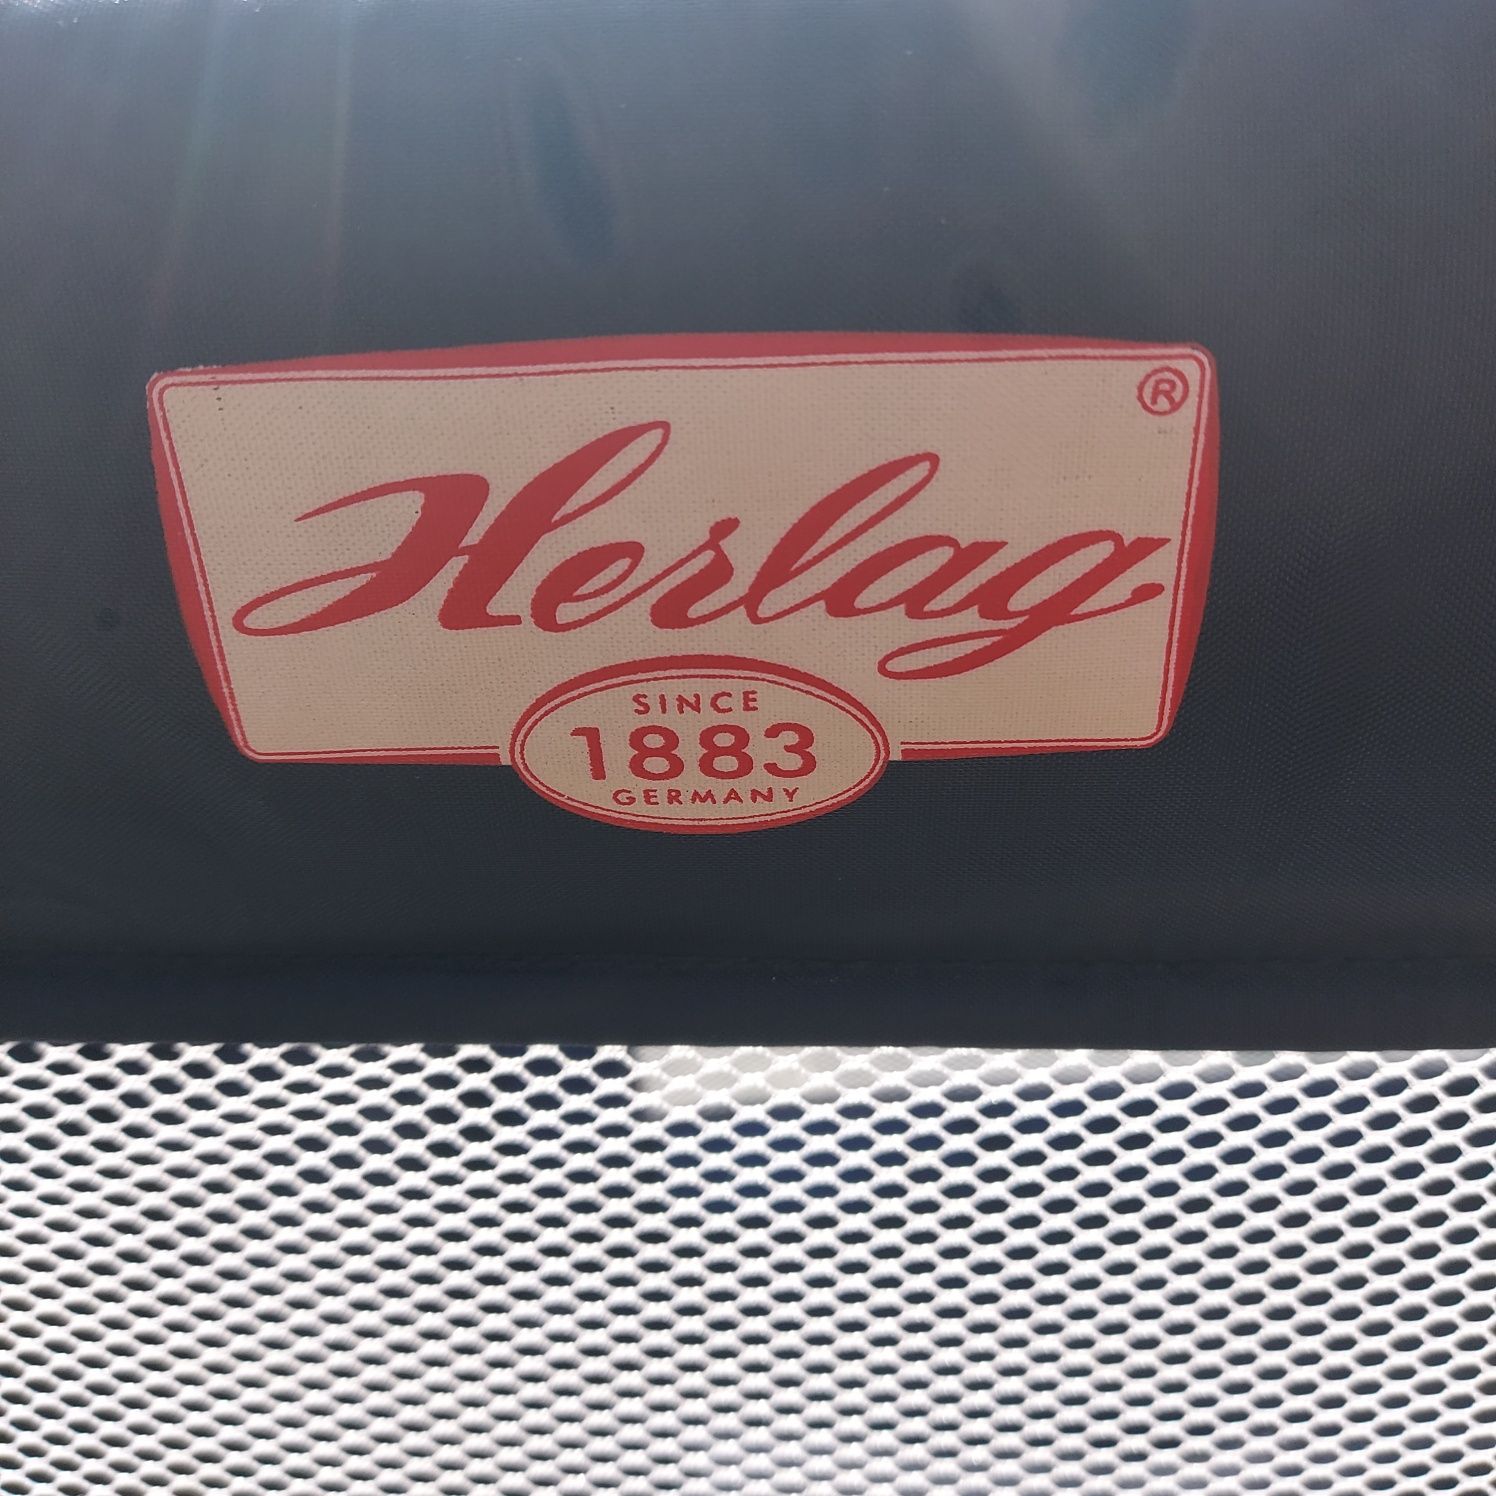 ®
Herlag
SINCE
1883
GERMANY